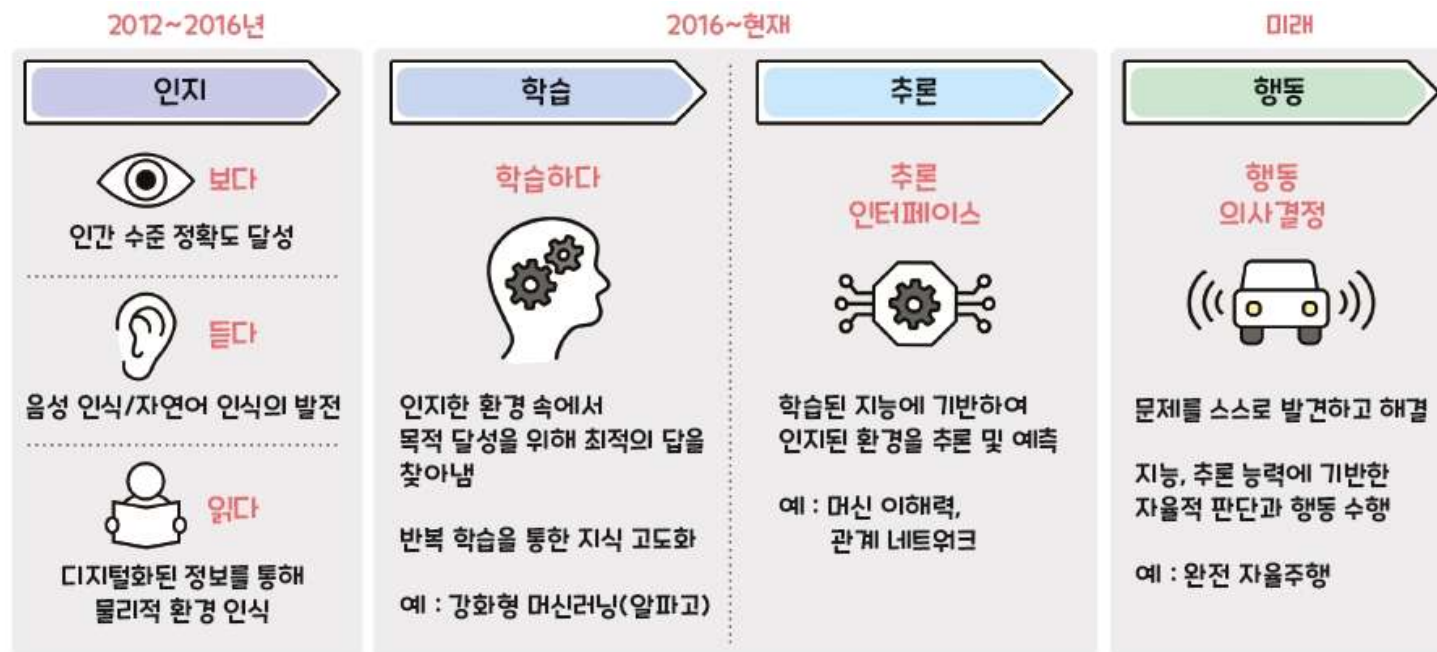 2012~2016년
인지
보다
인간 수준 정확도 달성
듣다
음성 인식/자연어 인식의 발전
읽다
디지털화된 정보를 통해
물리적 환경 인식
2016~현재
학습
학습하다
인지한 환경 속에서
목적 달성을 위해 최적의 답을
찾아냄
반복 학습을 통한 지식 고도화
예 : 강화형 머신러닝(알파고)
추론
추론
인터페이스
학습된 지능에 기반하여
인지된 환경을 추론 및 예측
예 : 머신 이해력,
관계 네트워크
미래
행동
행동
의사결정
문제를 스스로 발견하고 해결
지능, 추론 능력에 기반한
자율적 판단과 행동 수행
예 : 완전 자율주행